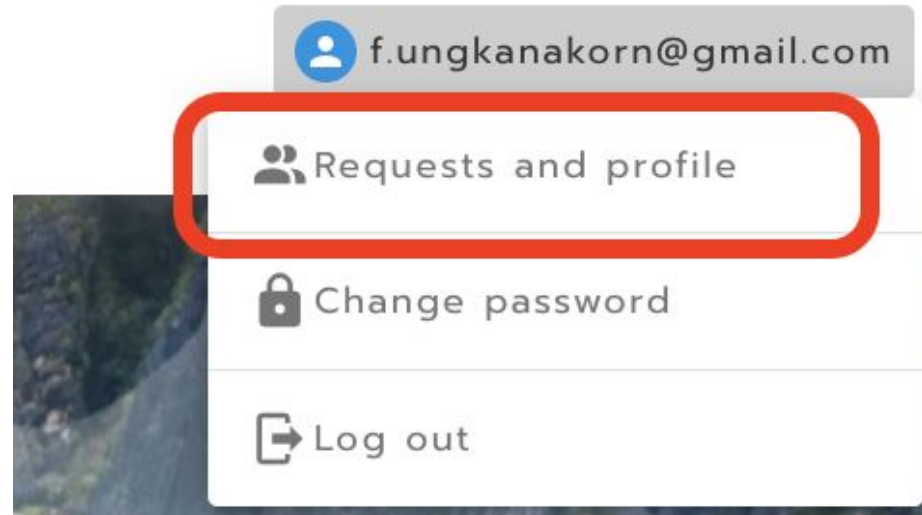 f.ungkanakorn@gmail.com
Requests and profile
Change password
Log out